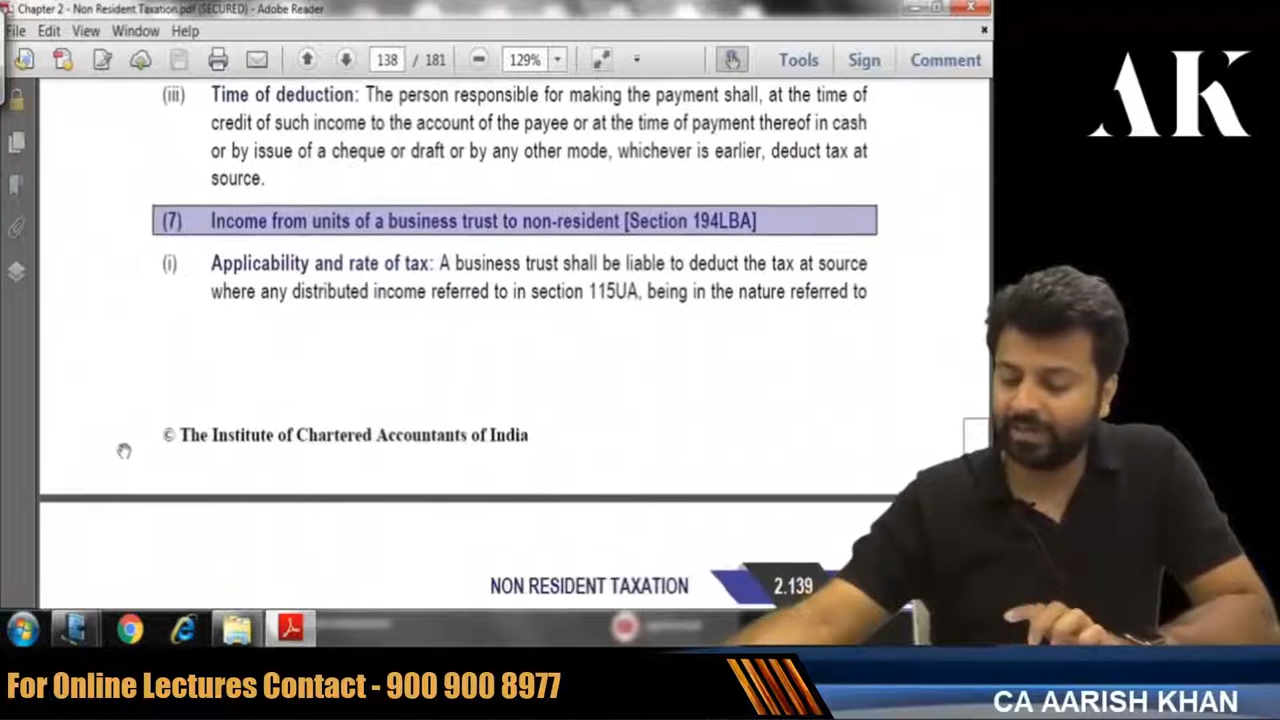 Chapter 2 - Non Resident Taxation.pdf (SECURED) - Adobe Reader
File Edit View Window Help
138 / 181 129% Tools Sign Comment
AK
(iii) Time of deduction: The person responsible for making the payment shall, at the time of
credit of such income to the account of the payee or at the time of payment thereof in cash
or by issue of a cheque or draft or by any other mode, whichever is earlier, deduct tax at
source.
(7) Income from units of a business trust to non-resident [Section 194LBA]
(i) Applicability and rate of tax: A business trust shall be liable to deduct the tax at source
where any distributed income referred to in section 115UA, being in the nature referred to
© The Institute of Chartered Accountants of India
NON RESIDENT TAXATION 2.139
For Online Lectures Contact - 900 900 8977
CA AARISH KHAN